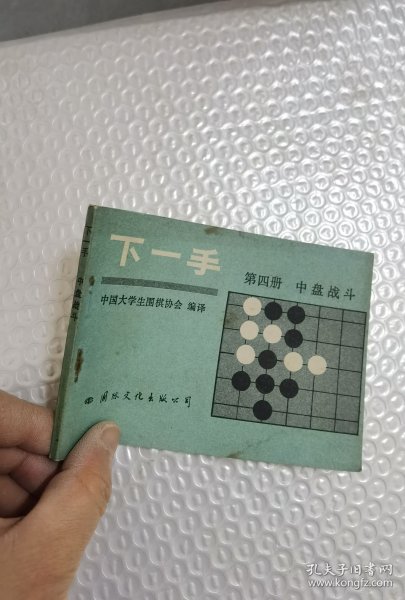 下一手
第四册 中盘战斗
中国大学生围棋协会 编译
国际文化出版公司
下一手 中盘战斗
孔夫子旧书网
www.kongfz.com